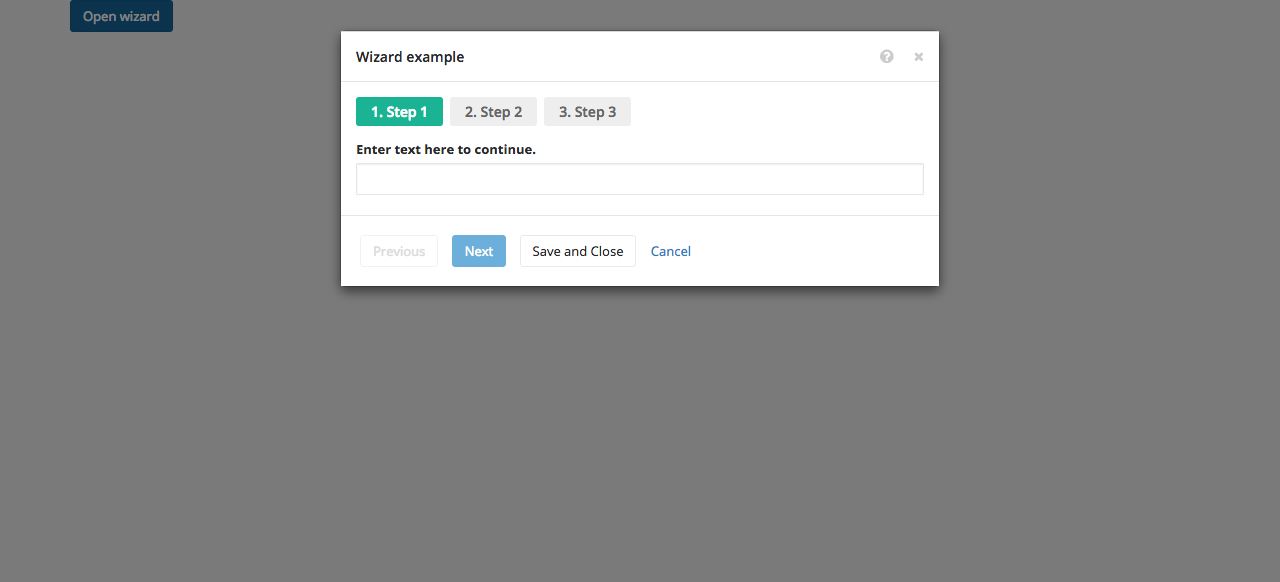 Open wizard
Wizard example
1. Step 1 2. Step 2 3. Step 3
Enter text here to continue.
Previous Next Save and Close Cancel